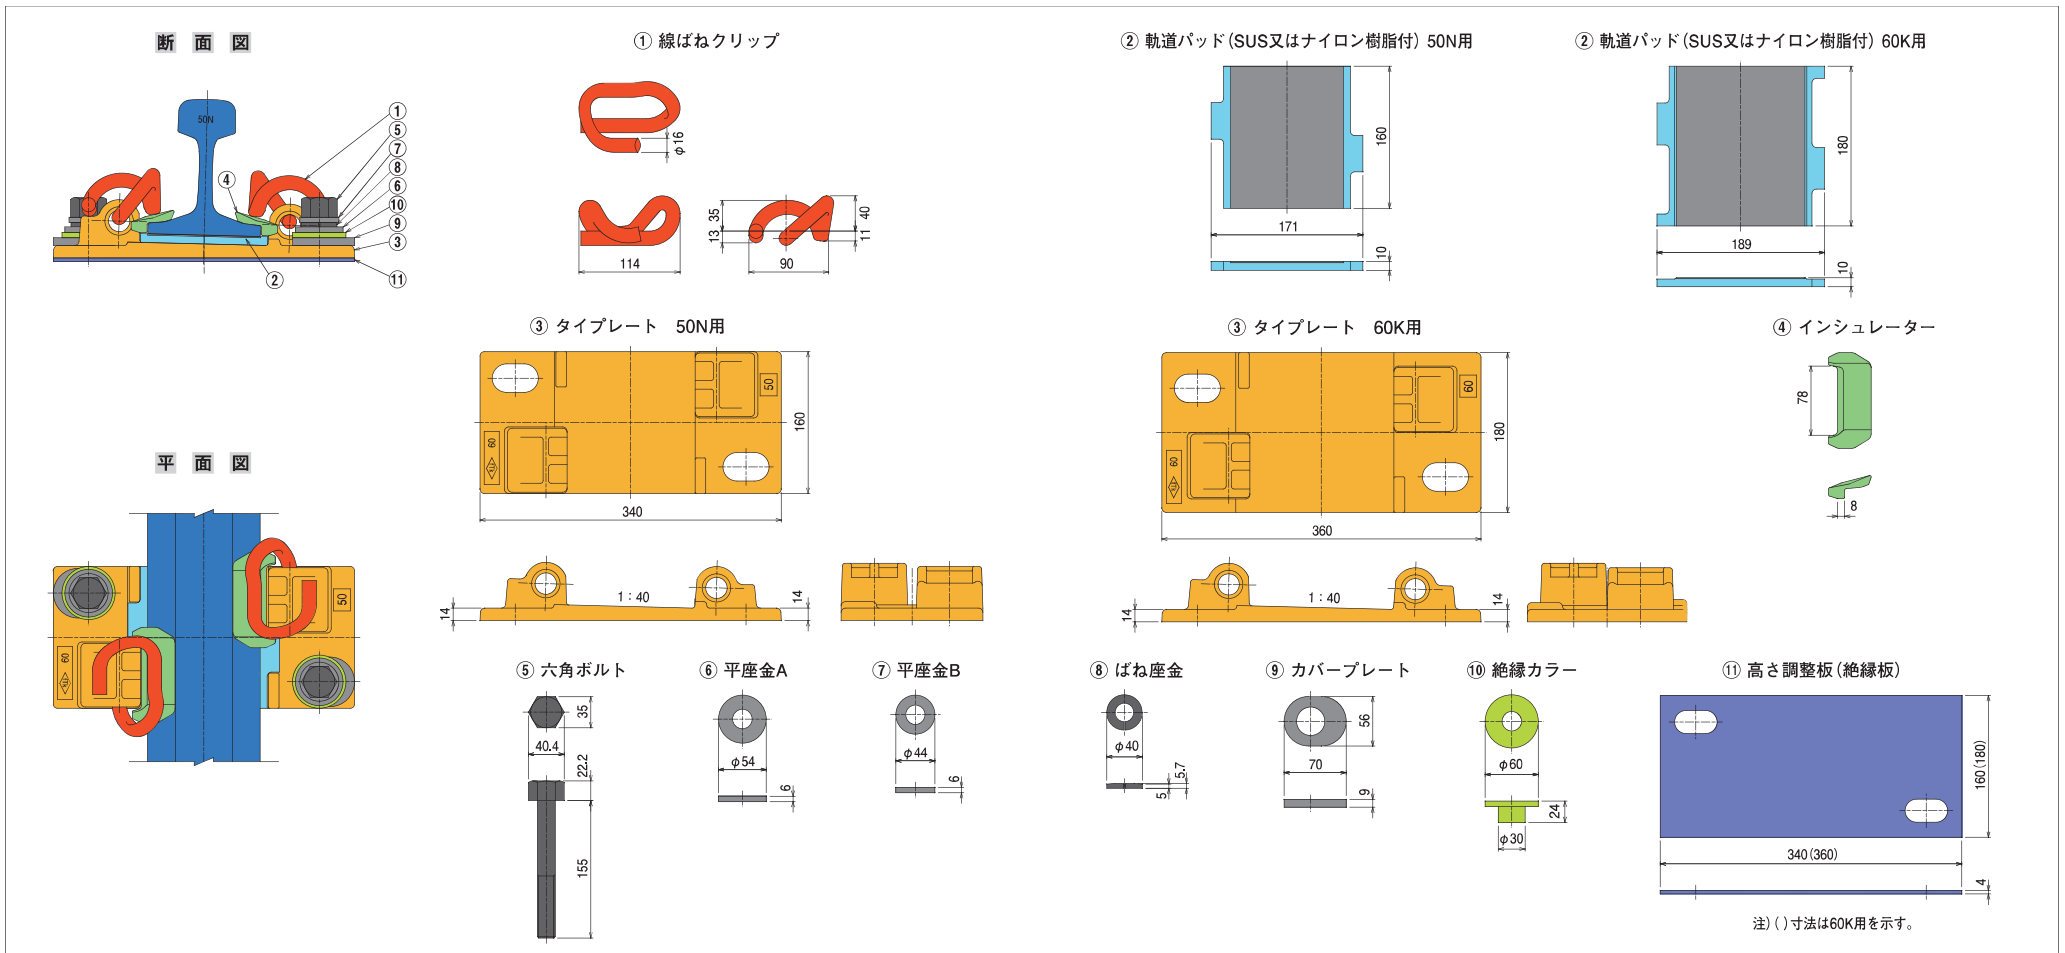 断面図
50N
①
⑤
⑦
⑧
⑥
⑩
⑨
③
⑪
④
②
① 線ばねクリップ
φ16
114
35
13
40
11
90
② 軌道パッド(SUS又はナイロン樹脂付) 50N用
160
171
10
② 軌道パッド(SUS又はナイロン樹脂付) 60K用
180
189
10
③ タイプレート 50N用
50
60
160
340
14
1:40
14
③ タイプレート 60K用
60
60
180
360
14
1:40
14
④ インシュレーター
78
8
平面図
50
60
⑤ 六角ボルト
35
40.4
22.2
155
⑥ 平座金A
φ54
6
⑦ 平座金B
φ44
6
⑧ ばね座金
φ40
5.7
5
⑨ カバープレート
56
70
9
⑩ 絶縁カラー
φ60
24
φ30
⑪ 高さ調整板(絶縁板)
160(180)
340(360)
4
注)( )寸法は60K用を示す。